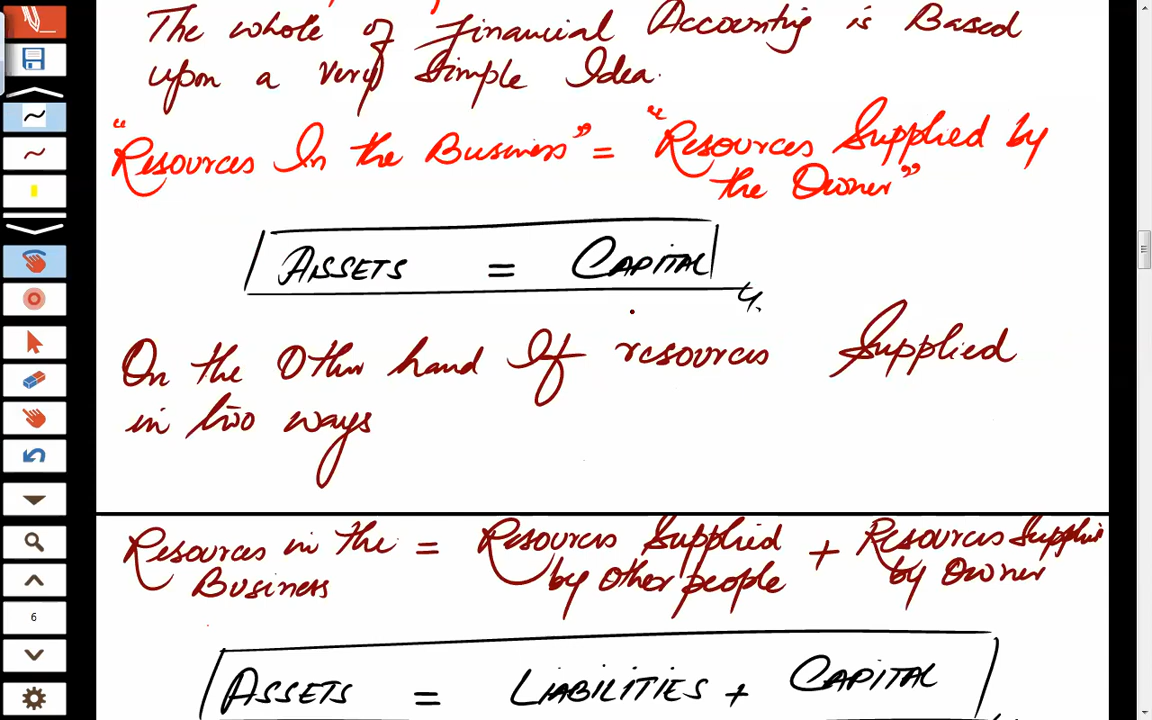 The whole of Financial Accounting is Based
upon a very Simple Idea.
"Resources In the Business" = "Resources Supplied by
the Owner"
ASSETS = CAPITAL
On the Other hand If resources Supplied
in two ways
Resources in the = Resources Supplied + Resources Supplie
Business by Other people by Owner
ASSETS = LIABILITIES + CAPITAL
6